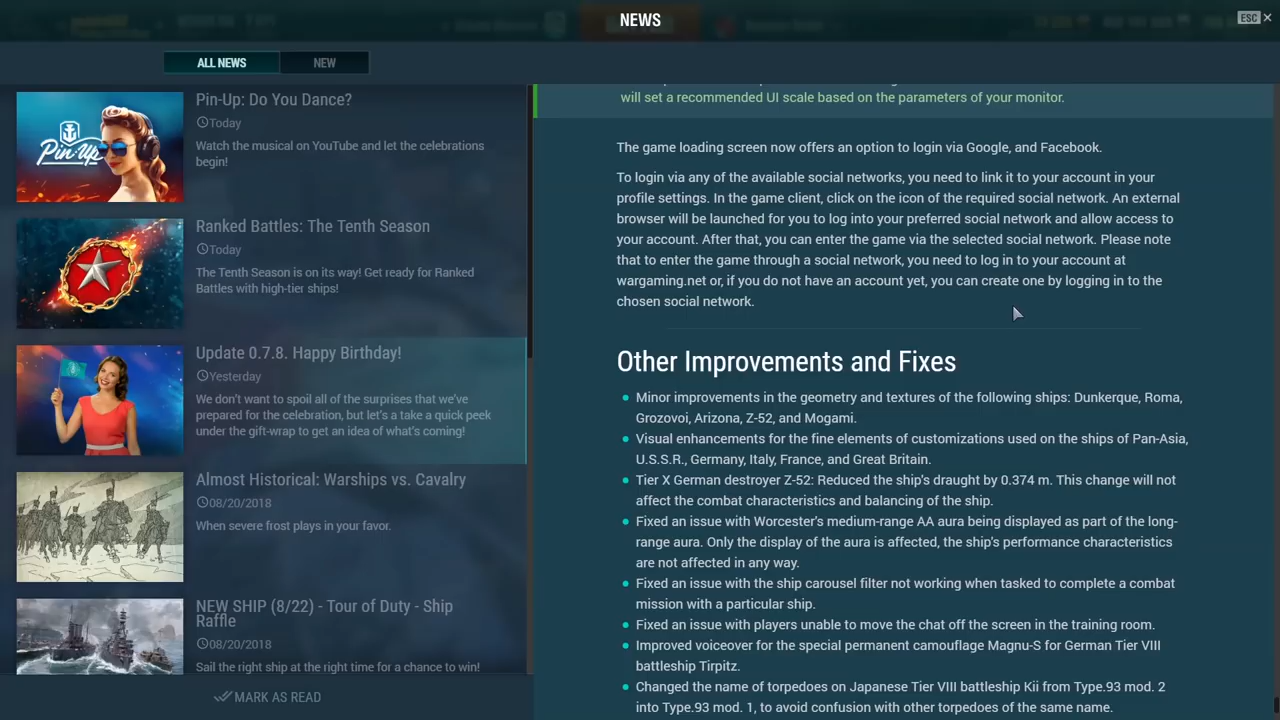 NEWS
ESC
ALL NEWS
NEW
Pin-Up: Do You Dance?
Today
Watch the musical on YouTube and let the celebrations
begin!
Pin-Up
Ranked Battles: The Tenth Season
Today
The Tenth Season is on its way! Get ready for Ranked
Battles with high-tier ships!
Update 0.7.8. Happy Birthday!
Yesterday
We don't want to spoil all of the surprises that we've
prepared for the celebration, but let's a take a quick peek
under the gift-wrap to get an idea of what's coming!
Almost Historical: Warships vs. Cavalry
08/20/2018
When severe frost plays in your favor.
NEW SHIP (8/22) - Tour of Duty - Ship
Raffle
08/20/2018
Sail the right ship at the right time for a chance to win!
MARK AS READ
will set a recommended UI scale based on the parameters of your monitor.
The game loading screen now offers an option to login via Google, and Facebook.
To login via any of the available social networks, you need to link it to your account in your
profile settings. In the game client, click on the icon of the required social network. An external
browser will be launched for you to log into your preferred social network and allow access to
your account. After that, you can enter the game via the selected social network. Please note
that to enter the game through a social network, you need to log in to your account at
wargaming.net or, if you do not have an account yet, you can create one by logging in to the
chosen social network.
Other Improvements and Fixes
Minor improvements in the geometry and textures of the following ships: Dunkerque, Roma,
Grozovoi, Arizona, Z-52, and Mogami.
Visual enhancements for the fine elements of customizations used on the ships of Pan-Asia,
U.S.S.R., Germany, Italy, France, and Great Britain.
Tier X German destroyer Z-52: Reduced the ship's draught by 0.374 m. This change will not
affect the combat characteristics and balancing of the ship.
Fixed an issue with Worcester's medium-range AA aura being displayed as part of the long-
range aura. Only the display of the aura is affected, the ship's performance characteristics
are not affected in any way.
Fixed an issue with the ship carousel filter not working when tasked to complete a combat
mission with a particular ship.
Fixed an issue with players unable to move the chat off the screen in the training room.
Improved voiceover for the special permanent camouflage Magnu-S for German Tier VIII
battleship Tirpitz.
Changed the name of torpedoes on Japanese Tier VIII battleship Kii from Type.93 mod. 2
into Type.93 mod. 1, to avoid confusion with other torpedoes of the same name.